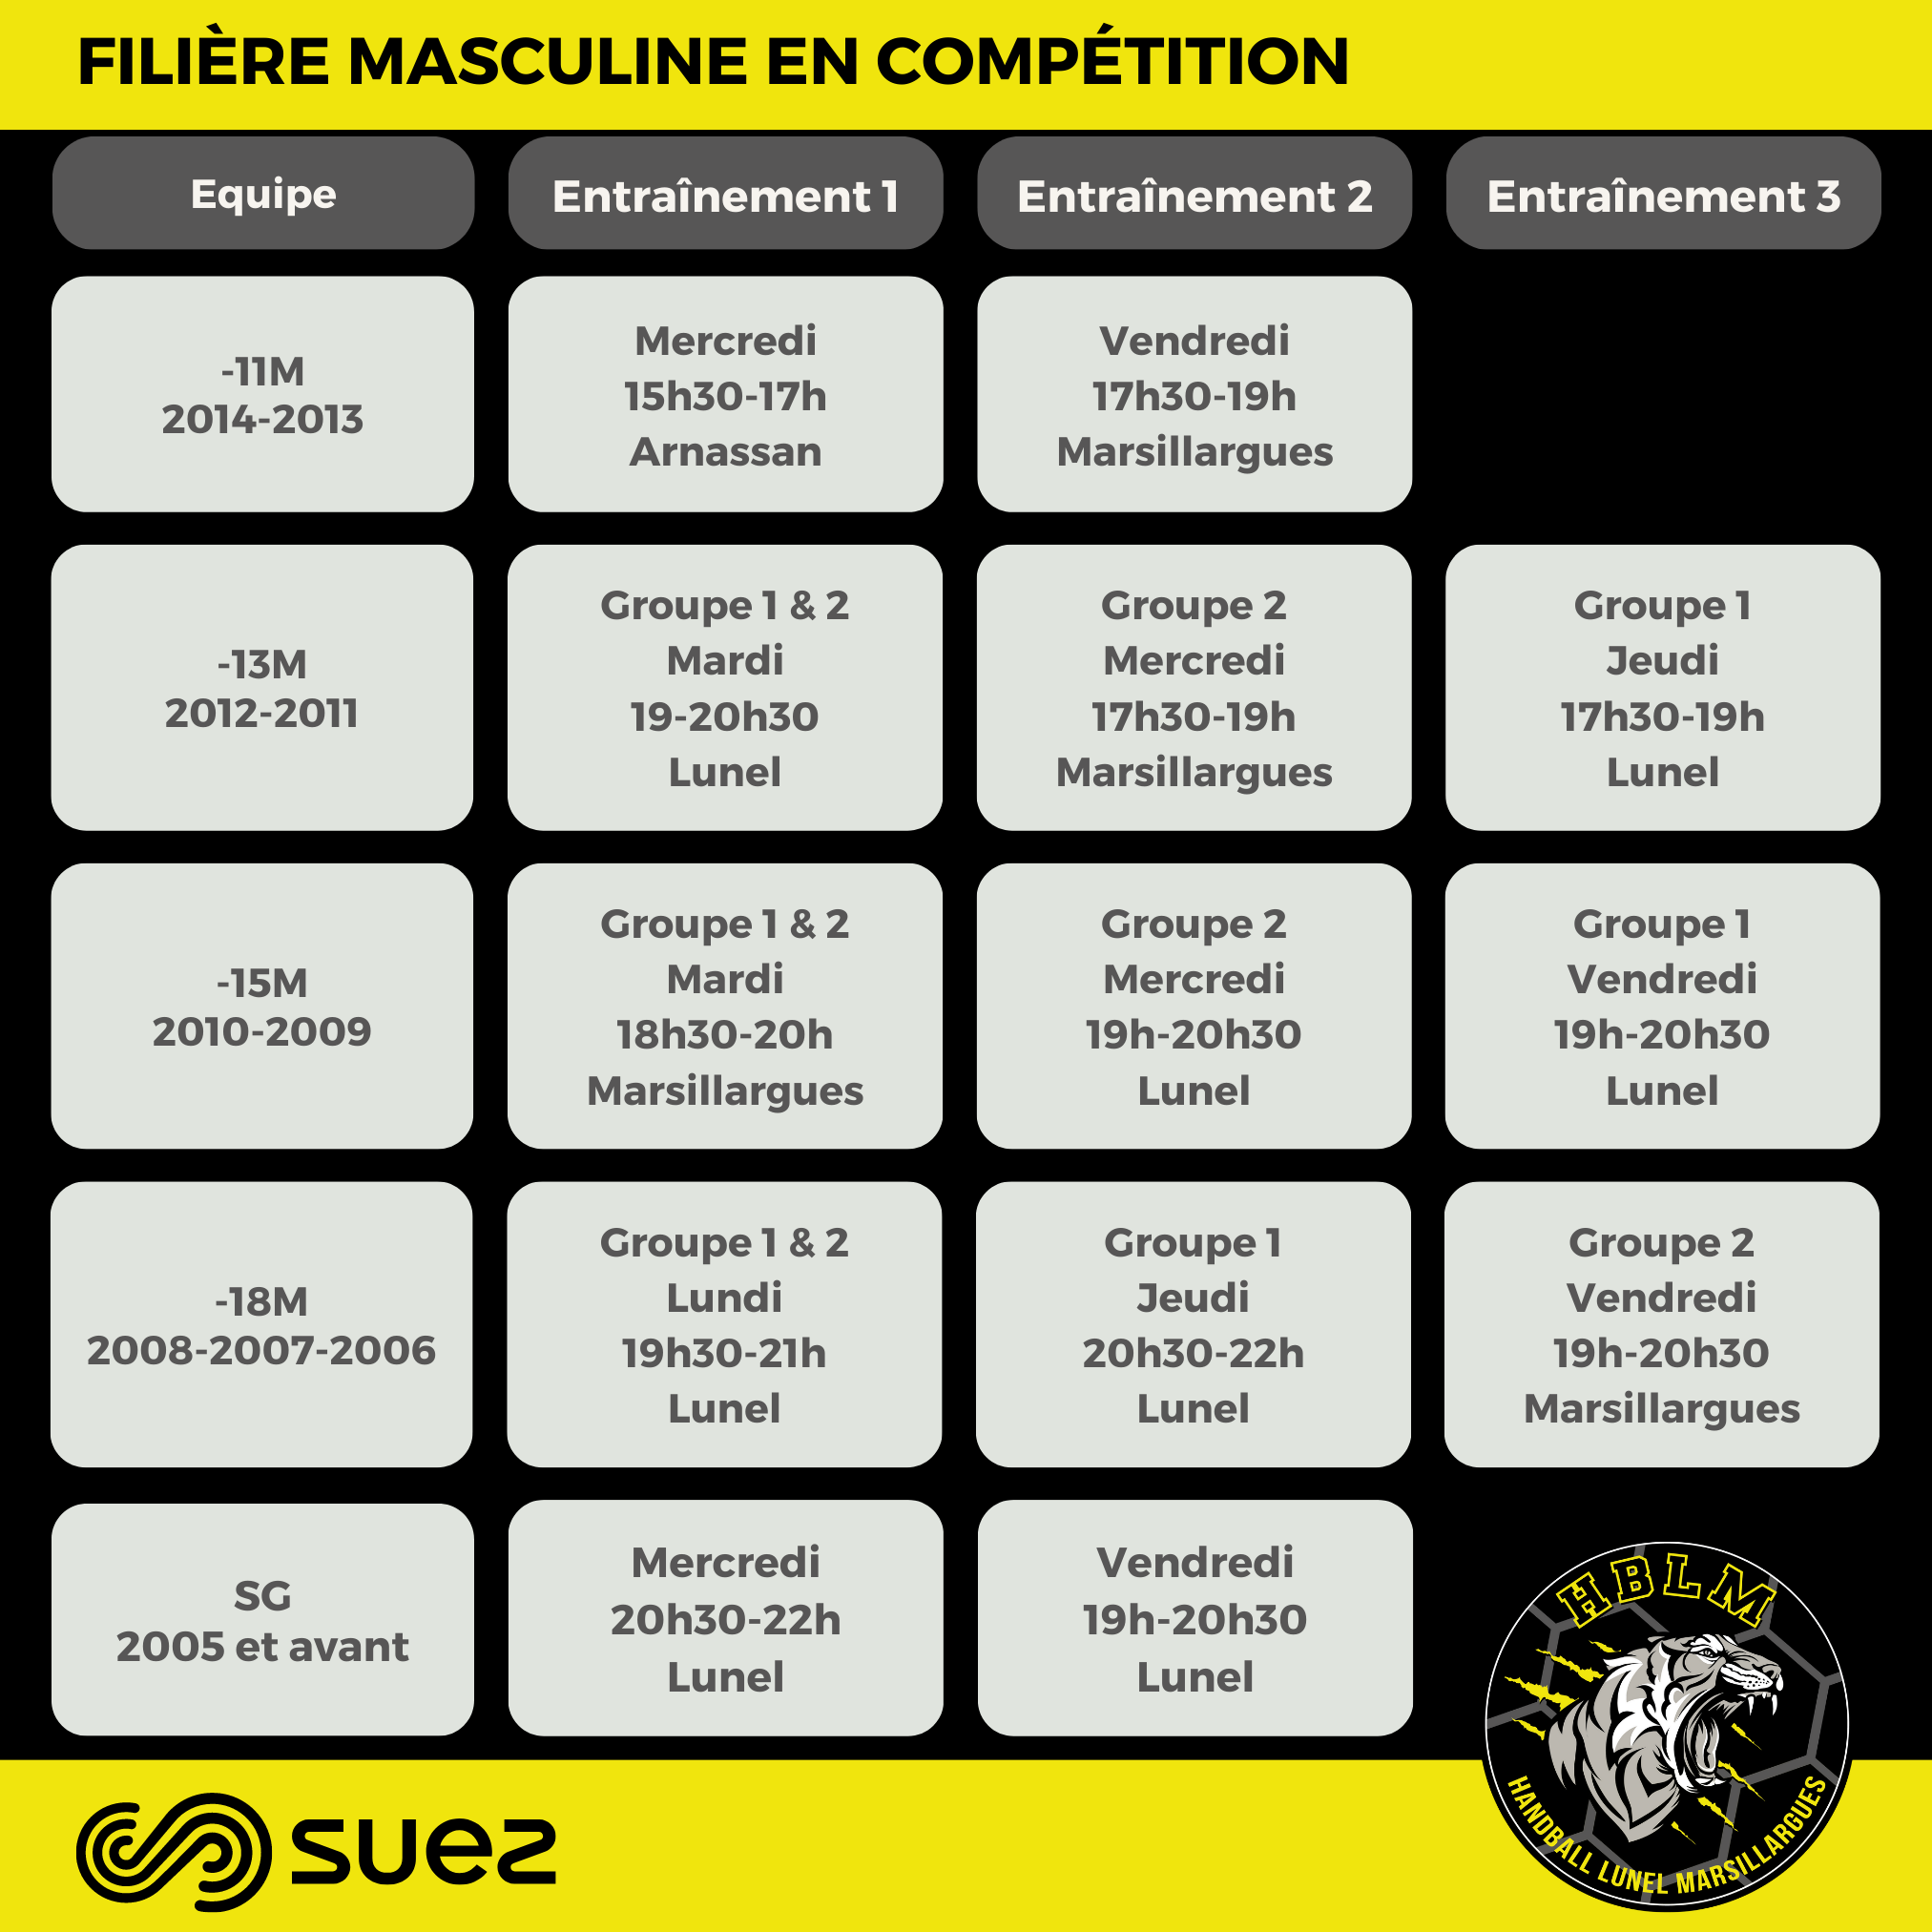 FILIÈRE MASCULINE EN COMPÉTITION
Equipe
Entraînement 1
Entraînement 2
Entraînement 3
-11M
2014-2013
Mercredi
15h30-17h
Arnassan
Vendredi
17h30-19h
Marsillargues
-13M
2012-2011
Groupe 1 & 2
Mardi
19-20h30
Lunel
Groupe 2
Mercredi
17h30-19h
Marsillargues
Groupe 1
Jeudi
17h30-19h
Lunel
-15M
2010-2009
Groupe 1 & 2
Mardi
18h30-20h
Marsillargues
Groupe 2
Mercredi
19h-20h30
Lunel
Groupe 1
Vendredi
19h-20h30
Lunel
-18M
2008-2007-2006
Groupe 1 & 2
Lundi
19h30-21h
Lunel
Groupe 1
Jeudi
20h30-22h
Lunel
Groupe 2
Vendredi
19h-20h30
Marsillargues
SG
2005 et avant
Mercredi
20h30-22h
Lunel
Vendredi
19h-20h30
Lunel
HBLM
HANDBALL LUNEL MARSILLARGUES
suez